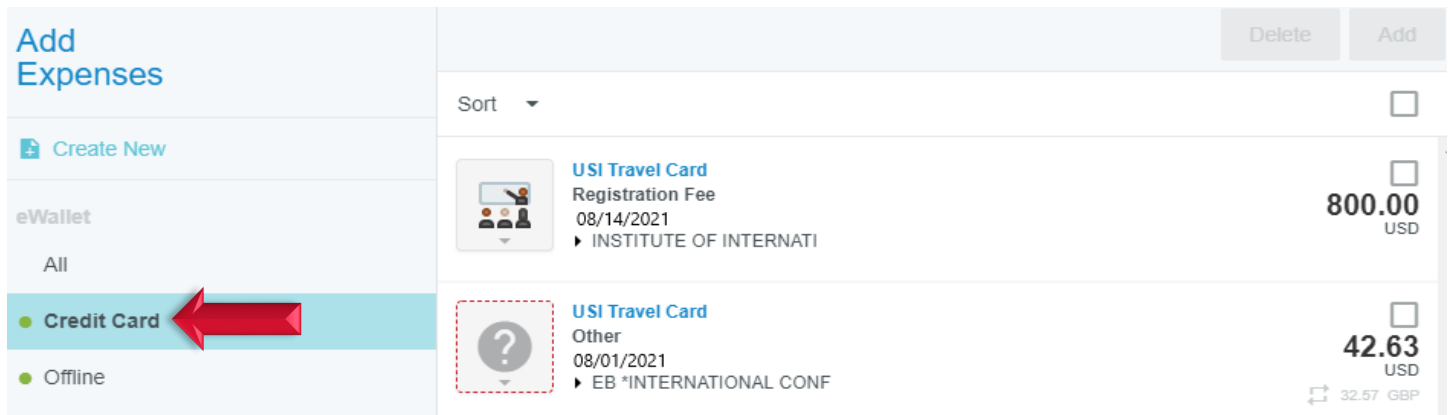 Add
Expenses
Delete
Add
Sort
Create New
eWallet
All
Credit Card
Offline
USI Travel Card
Registration Fee
08/14/2021
INSTITUTE OF INTERNATI
800.00
USD
USI Travel Card
Other
08/01/2021
EB *INTERNATIONAL CONF
42.63
USD
32.57 GBP